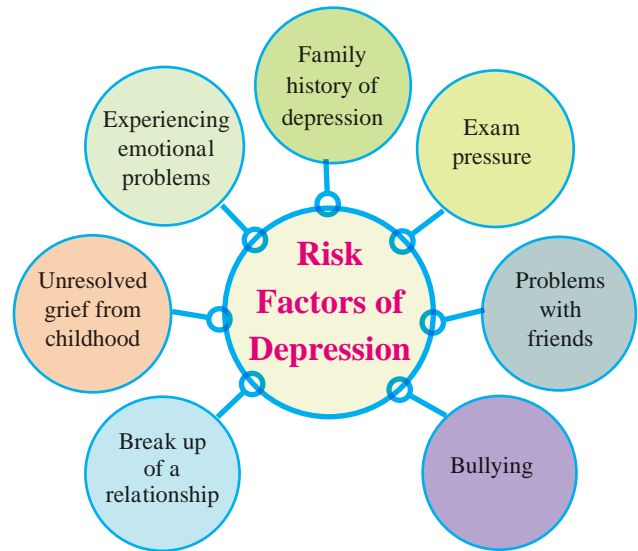 Family
history of
depression
Experiencing
emotional
problems
Exam
pressure
Risk
Factors of
Depression
Unresolved
grief from
childhood
Problems
with
friends
Break up
of a
relationship
Bullying